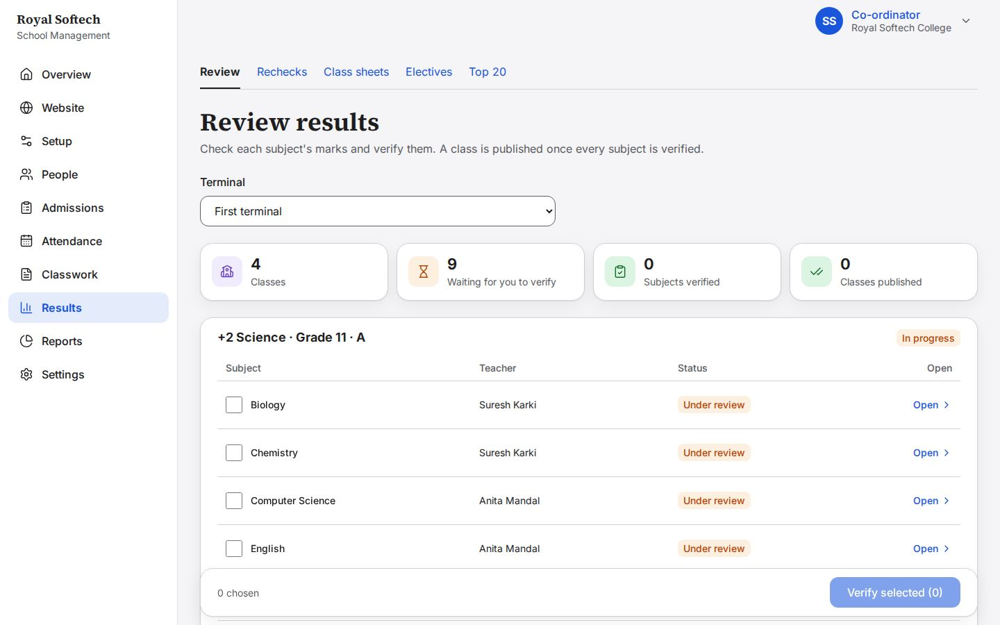 Royal Softech
School Management
Overview
Website
Setup
People
Admissions
Attendance
Classwork
Results
Reports
Settings
SS
Co-ordinator
Royal Softech College
Review Rechecks Class sheets Electives Top 20
Review results
Check each subject's marks and verify them. A class is published once every subject is verified.
Terminal
First terminal
4
Classes
9
Waiting for you to verify
0
Subjects verified
0
Classes published
+2 Science · Grade 11 · A In progress
Subject Teacher Status Open
Biology Suresh Karki Under review Open
Chemistry Suresh Karki Under review Open
Computer Science Anita Mandal Under review Open
English Anita Mandal Under review Open
0 chosen Verify selected (0)